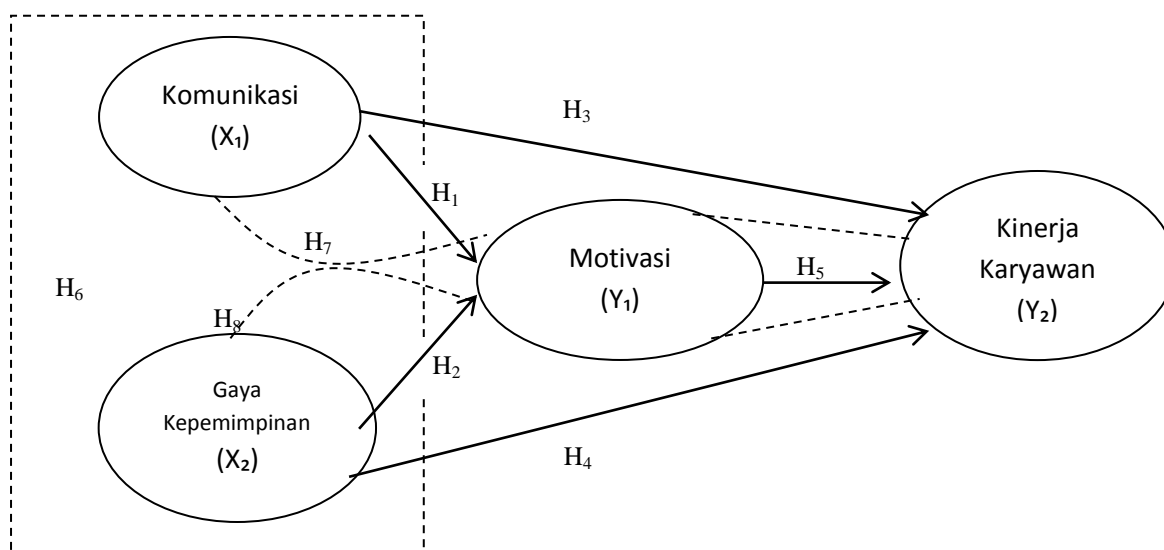 Komunikasi
(X₁)
H₃
H₁
H₇
H₆
Motivasi
(Y₁)
H₅
Kinerja
Karyawan
(Y₂)
H₈
H₂
Gaya
Kepemimpinan
(X₂)
H₄